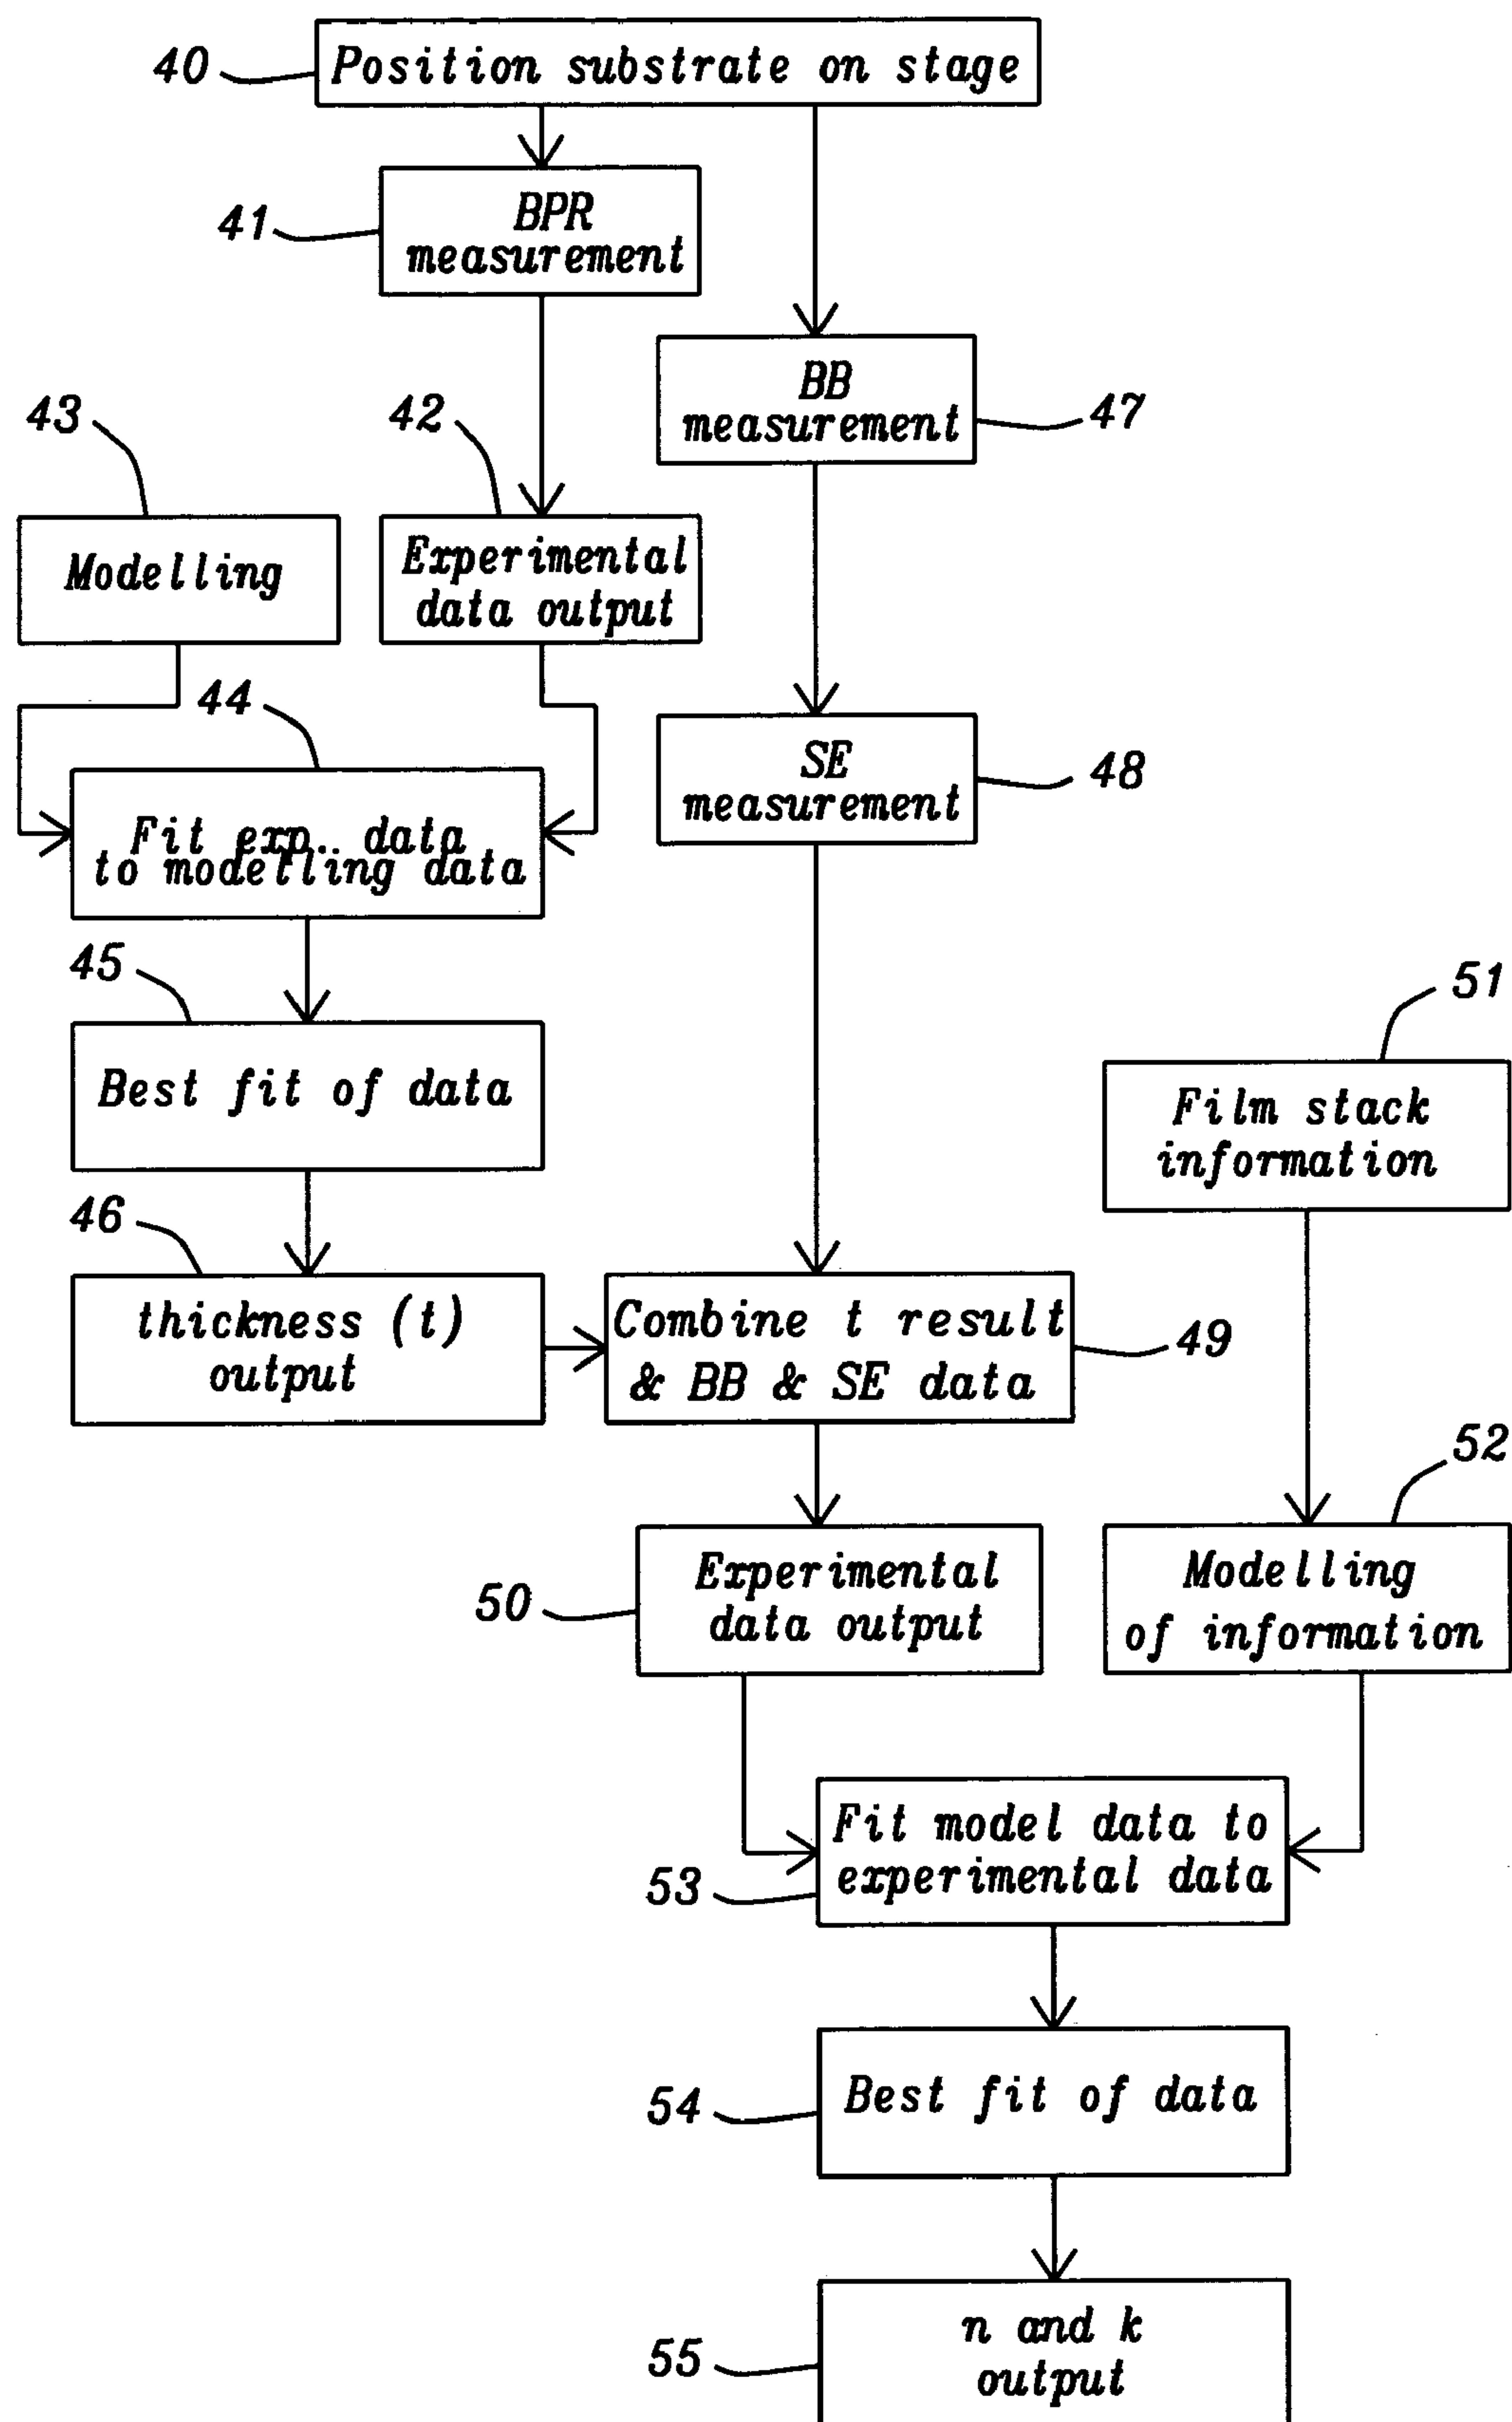 40
Position substrate on stage
41
BPR
measurement
BB
measurement
47
43
42
Modelling
Experimental
data output
44
SE
measurement
48
Fit exp.. data
to modelling data
45
Best fit of data
51
Film stack
information
46
thickness (t)
output
Combine t result
& BB & SE data
49
52
50
Experimental
data output
Modelling
of information
Fit model data to
experimental data
53
54
Best fit of data
55
n and k
output